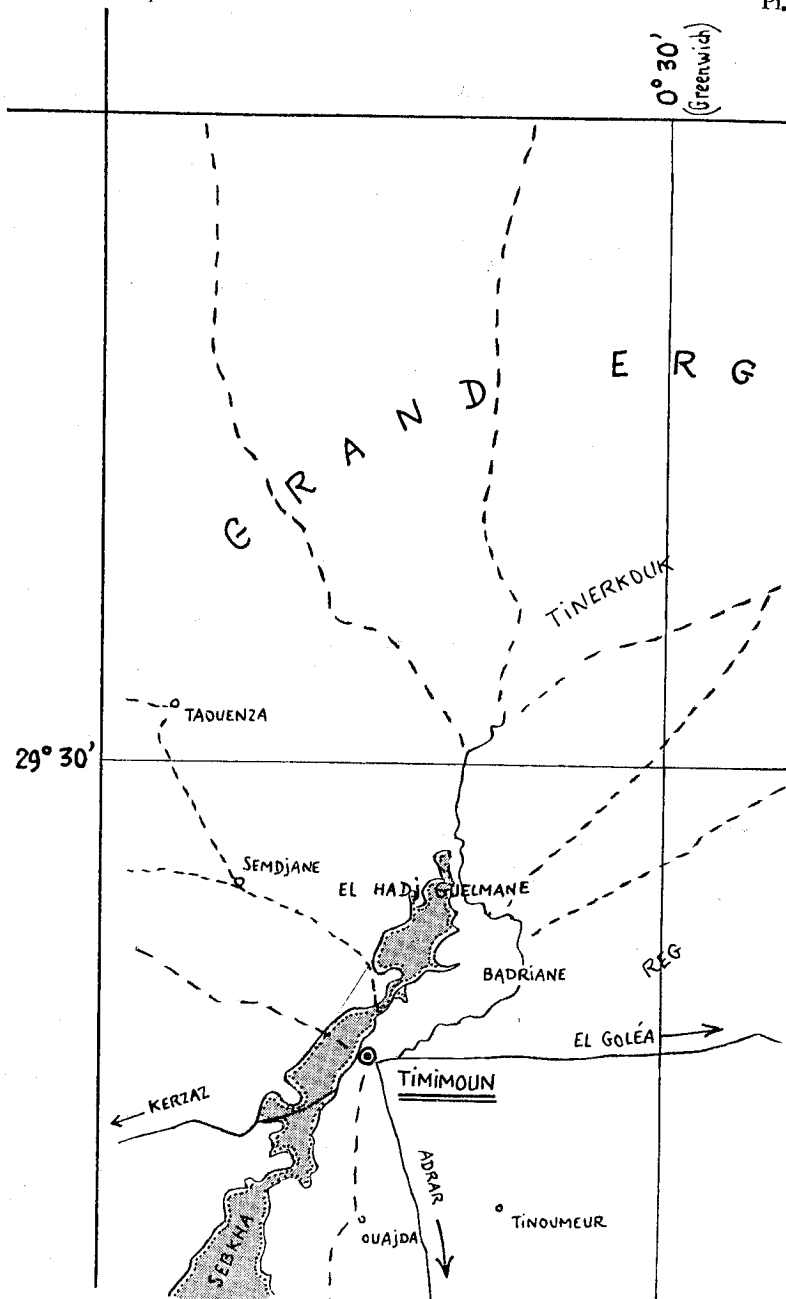 Pl.
0° 30'
(Greenwich)
GRAND ERG
TINERKOUK
TAOUENZA
29° 30'
SEMDJANE
EL HADJ GUELMANE
BADRIANE
REG
EL GOLÉA
TIMIMOUN
KERZAZ
ADRAR
TINOUMEUR
OUAJDA
SEBKHA